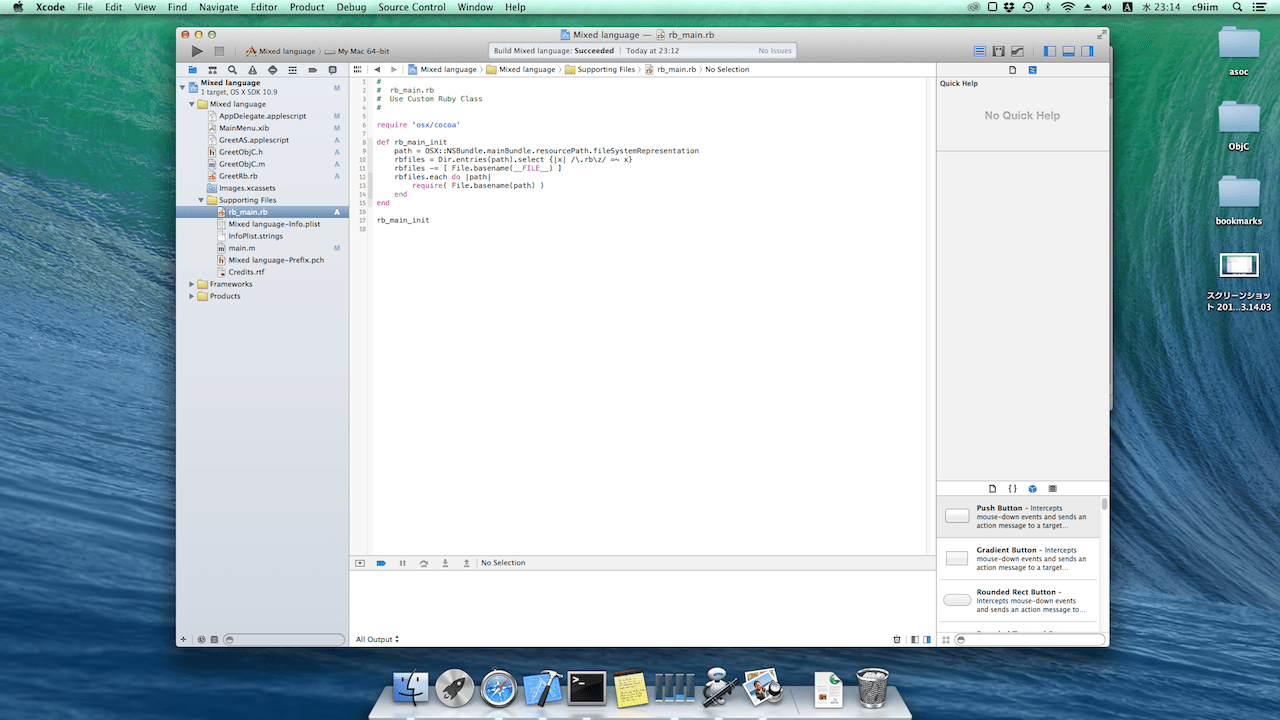 Xcode File Edit View Find Navigate Editor Product Debug Source Control Window Help
A 水 23:14 c9iim
Mixed language — rb_main.rb
Mixed language 〉 My Mac 64-bit
Build Mixed language: Succeeded | Today at 23:12 No Issues
Mixed language 〉 Mixed language 〉 Supporting Files 〉 rb_main.rb 〉 No Selection
Mixed language M
1 target, OS X SDK 10.9
Mixed language
AppDelegate.applescript M
MainMenu.xib M
GreetAS.applescript A
GreetObjC.h A
GreetObjC.m A
GreetRb.rb A
Images.xcassets
Supporting Files
rb_main.rb A
Mixed language-Info.plist
InfoPlist.strings
main.m M
Mixed language-Prefix.pch
Credits.rtf
Frameworks
Products
1 #
2 #  rb_main.rb
3 #  Use Custom Ruby Class
4 #
5
6 require 'osx/cocoa'
7
8 def rb_main_init
9     path = OSX::NSBundle.mainBundle.resourcePath.fileSystemRepresentation
10     rbfiles = Dir.entries(path).select {|x| /\.rb\z/ =~ x}
11     rbfiles -= [ File.basename(__FILE__) ]
12     rbfiles.each do |path|
13         require( File.basename(path) )
14     end
15 end
16
17 rb_main_init
18
No Selection
All Output
Quick Help
No Quick Help
{ }
Push Button - Intercepts
mouse-down events and sends an
action message to a target...
Gradient Button - Intercepts
mouse-down events and sends an
action message to a target...
Rounded Rect Button -
Intercepts mouse-down events
and sends an action message to...
asoc
ObjC
bookmarks
スクリーンショッ
ト 201...3.14.03